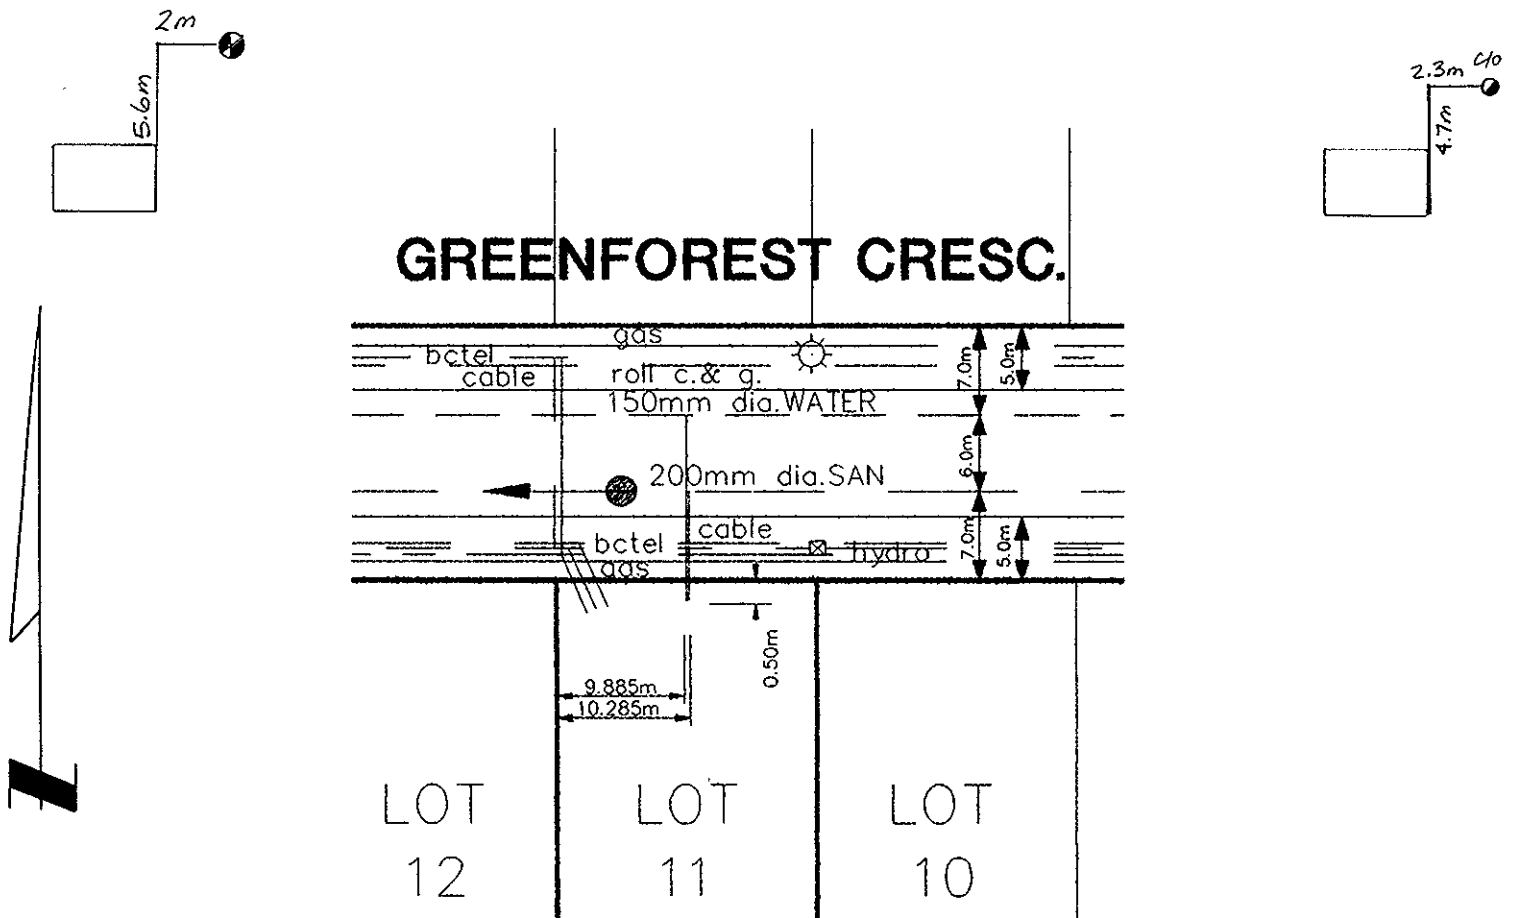 2m
5.6m
2.3m c/o
4.7m
GREENFOREST CRESC.
gas
bctel
cable
roll c.& g.
150mm dia.WATER
7.0m
5.0m
200mm dia.SAN
6.0m
cable
bctel
hydro
gas
7.0m
5.0m
0.50m
9.885m
10.285m
LOT
12
LOT
11
LOT
10